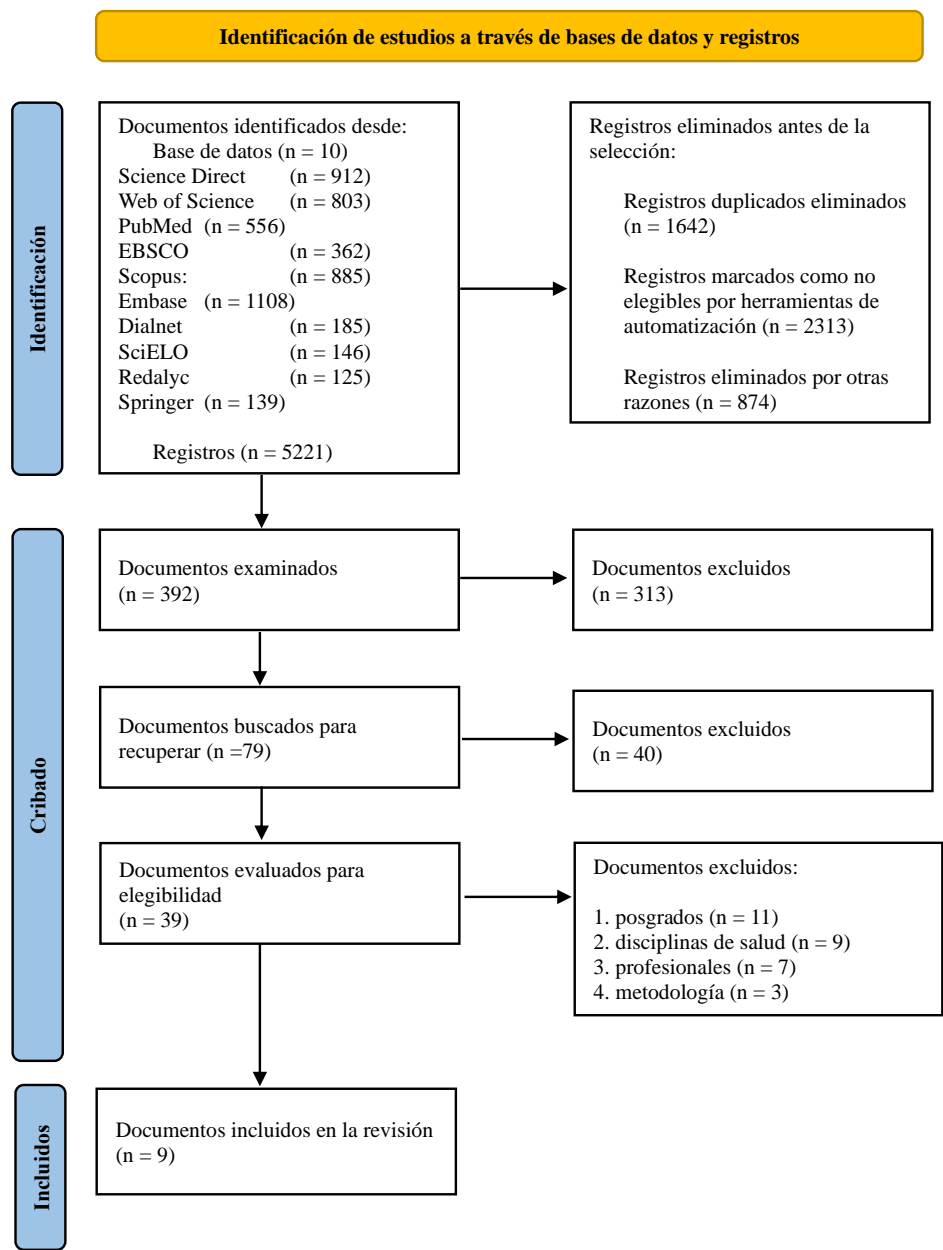 Identificación de estudios a través de bases de datos y registros
Identificación
Documentos identificados desde:
Base de datos (n = 10)
Science Direct (n = 912)
Web of Science (n = 803)
PubMed (n = 556)
EBSCO (n = 362)
Scopus: (n = 885)
Embase (n = 1108)
Dialnet (n = 185)
SciELO (n = 146)
Redalyc (n = 125)
Springer (n = 139)
Registros (n = 5221)
Registros eliminados antes de la
selección:
Registros duplicados eliminados
(n = 1642)
Registros marcados como no
elegibles por herramientas de
automatización (n = 2313)
Registros eliminados por otras
razones (n = 874)
Cribado
Documentos examinados
(n = 392)
Documentos excluidos
(n = 313)
Documentos buscados para
recuperar (n =79)
Documentos excluidos
(n = 40)
Documentos evaluados para
elegibilidad
(n = 39)
Documentos excluidos:
1. posgrados (n = 11)
2. disciplinas de salud (n = 9)
3. profesionales (n = 7)
4. metodología (n = 3)
Incluidos
Documentos incluidos en la revisión
(n = 9)